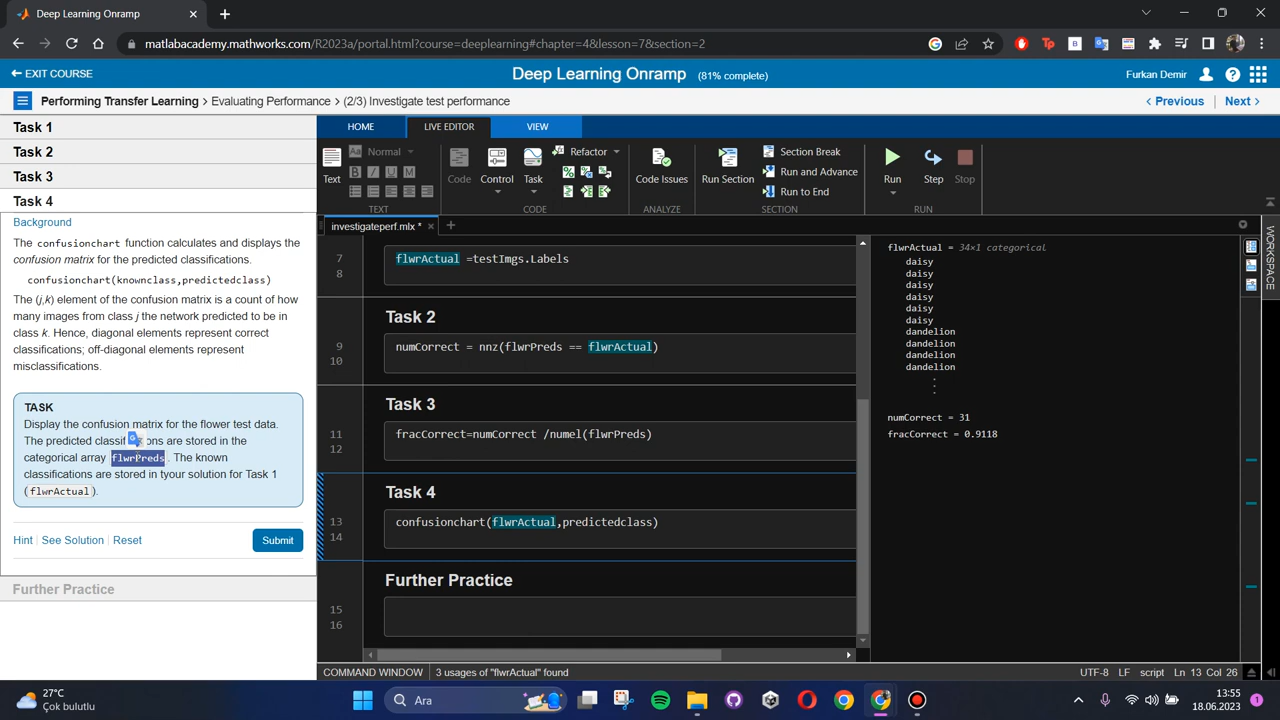 Deep Learning Onramp
matlabacademy.mathworks.com/R2023a/portal.html?course=deeplearning#chapter=4&lesson=7&section=2
EXIT COURSE
Deep Learning Onramp (81% complete)
Furkan Demir
Performing Transfer Learning > Evaluating Performance > (2/3) Investigate test performance
Previous
Next
Task 1
Task 2
Task 3
Task 4
Background
The confusionchart function calculates and displays the
confusion matrix for the predicted classifications.
confusionchart(knownclass,predictedclass)
The (j,k) element of the confusion matrix is a count of how
many images from class j the network predicted to be in
class k. Hence, diagonal elements represent correct
classifications; off-diagonal elements represent
misclassifications.
TASK
Display the confusion matrix for the flower test data.
The predicted classif ons are stored in the
categorical array flwrPreds . The known
classifications are stored in tyour solution for Task 1
(flwrActual).
Hint
See Solution
Reset
Submit
Further Practice
HOME
LIVE EDITOR
VIEW
Text
Aa Normal
B I U M
TEXT
Code
Control
Task
Refactor
CODE
Code Issues
ANALYZE
Run Section
Section Break
Run and Advance
Run to End
SECTION
Run
Step
Stop
RUN
investigateperf.mlx *
7 flwrActual =testImgs.Labels
8
Task 2
9 numCorrect = nnz(flwrPreds == flwrActual)
10
Task 3
11 fracCorrect=numCorrect /numel(flwrPreds)
12
Task 4
13 confusionchart(flwrActual,predictedclass)
14
Further Practice
15
16
flwrActual = 34×1 categorical
daisy
daisy
daisy
daisy
daisy
daisy
dandelion
dandelion
dandelion
dandelion
⋮
numCorrect = 31
fracCorrect = 0.9118
WORKSPACE
COMMAND WINDOW
3 usages of "flwrActual" found
UTF-8
LF
script
Ln 13 Col 26
27°C
Çok bulutlu
Ara
13:55
18.06.2023
1